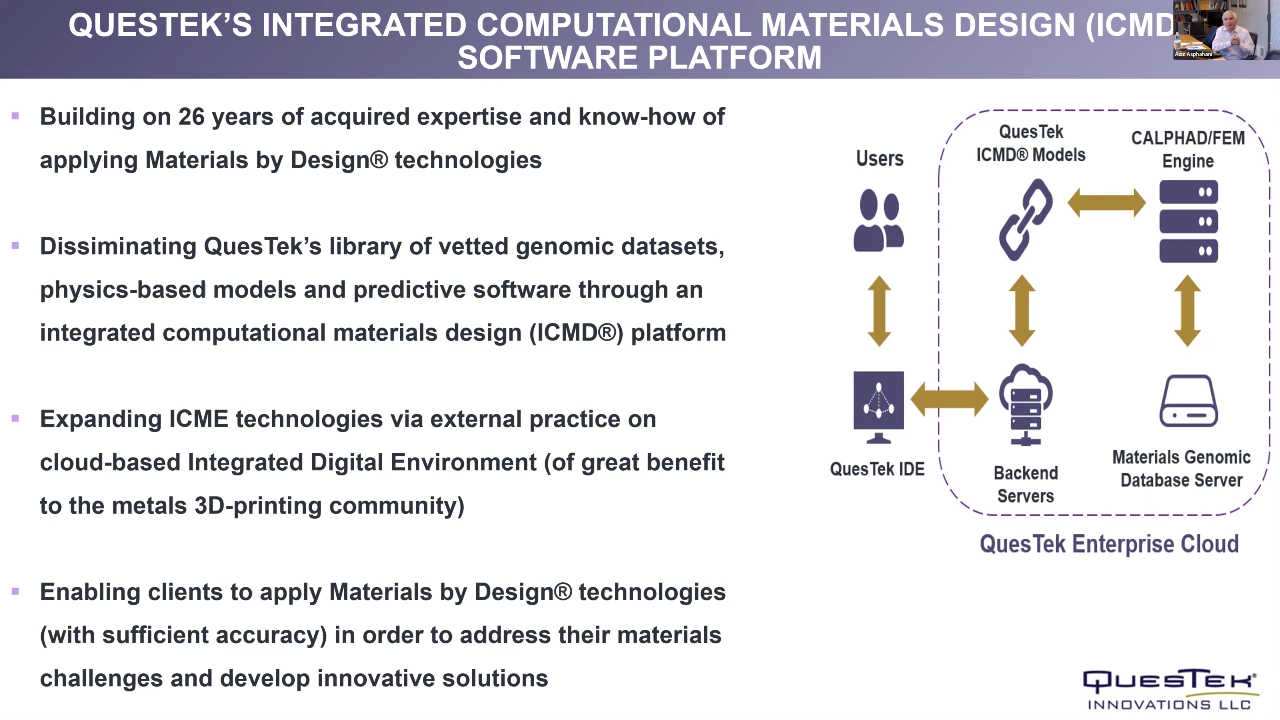 QUESTEK’S INTEGRATED COMPUTATIONAL MATERIALS DESIGN (ICMD
SOFTWARE PLATFORM
Aziz Asphahani
▪ Building on 26 years of acquired expertise and know-how of
applying Materials by Design® technologies
▪ Dissiminating QuesTek’s library of vetted genomic datasets,
physics-based models and predictive software through an
integrated computational materials design (ICMD®) platform
▪ Expanding ICME technologies via external practice on
cloud-based Integrated Digital Environment (of great benefit
to the metals 3D-printing community)
▪ Enabling clients to apply Materials by Design® technologies
(with sufficient accuracy) in order to address their materials
challenges and develop innovative solutions
Users
QuesTek
ICMD® Models
CALPHAD/FEM
Engine
QuesTek IDE
Backend
Servers
Materials Genomic
Database Server
QuesTek Enterprise Cloud
QUESTEK®
INNOVATIONS LLC